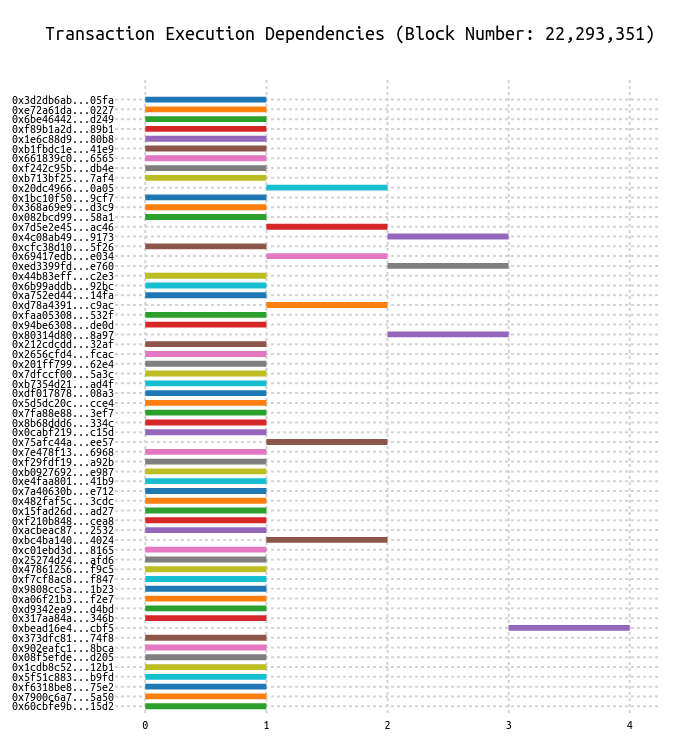 Transaction Execution Dependencies (Block Number: 22,293,351)
0x3d2db6ab...05fa
0xe72a61da...0227
0x6be46442...d249
0xf89b1a2d...89b1
0x1e6c88d9...80b8
0xb1fbdc1e...41e9
0x661839c0...6565
0xf242c95b...db4e
0xb713bf25...7af4
0x20dc4966...0a05
0x1bc10f50...9cf7
0x368a69e9...d3c9
0x082bcd99...58a1
0x7d5e2e45...ac46
0x4c08ab49...9173
0xcfc38d10...5f26
0x69417edb...e034
0xed3399fd...e760
0x44b83eff...c2e3
0x6b99addb...92bc
0xa752ed44...14fa
0xd78a4391...c9ac
0xfaa05308...532f
0x94be6308...de0d
0x80314d80...8a97
0x212cdcdd...32af
0x2656cfd4...fcac
0x201ff799...62e4
0x7dfccf00...5a3c
0xb7354d21...ad4f
0xdf017878...08a3
0x5d5dc20c...cce4
0x7fa88e88...3ef7
0x8b68ddd6...334c
0x0cabf219...c15d
0x75afc44a...ee57
0x7e478f13...6968
0xf29fdf19...a92b
0xb0927692...e987
0xe4faa801...41b9
0x7a40630b...e712
0x482faf5c...3cdc
0x15fad26d...ad27
0xf210b848...cea8
0xacbeac87...2532
0xbc4ba140...4024
0xc01ebd3d...8165
0x25274d24...afd6
0x47861256...f9c5
0xf7cf8ac8...f847
0x9808cc5a...1b23
0xa06f21b3...f2e7
0xd9342ea9...d4bd
0x317aa84a...346b
0xbead16e4...cbf5
0x373dfc81...74f8
0x902eafc1...8bca
0x08f5efde...d205
0x1cdb8c52...12b1
0x5f51c883...b9fd
0xf6318be8...75e2
0x7900c6a7...5a50
0x60cbfe9b...15d2
0 1 2 3 4